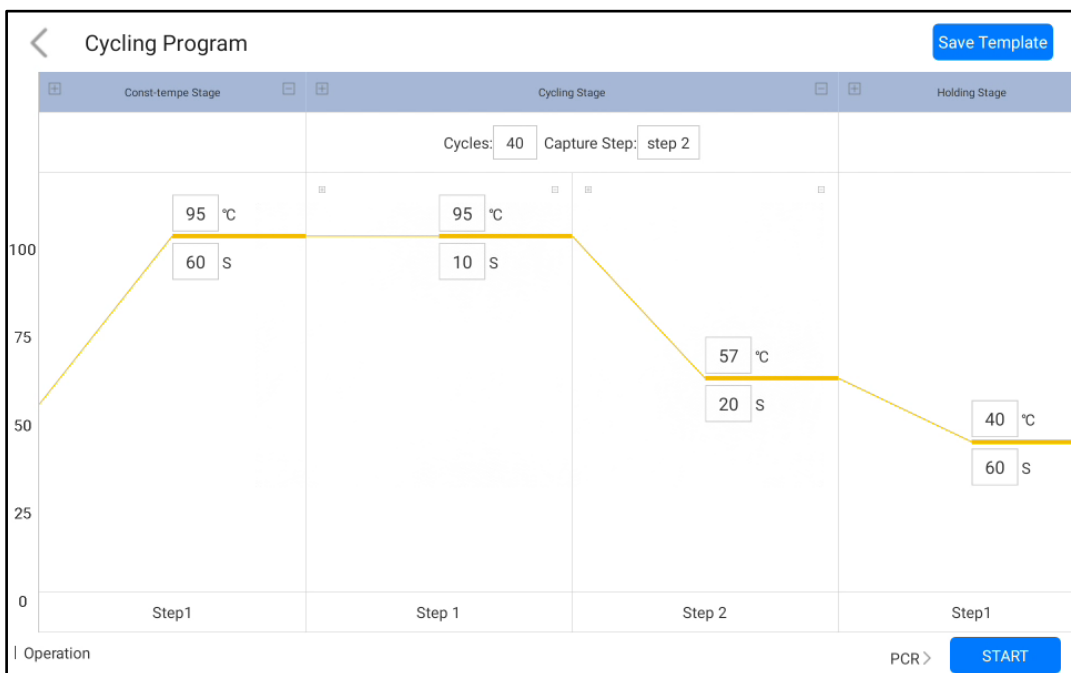 Cycling Program
Save Template
Const-tempe Stage
Cycling Stage
Holding Stage
Cycles: 40 Capture Step: step 2
95 ℃
60 S
95 ℃
10 S
57 ℃
20 S
40 ℃
60 S
100
75
50
25
0
Step1
Step 1
Step 2
Step1
| Operation
PCR >
START